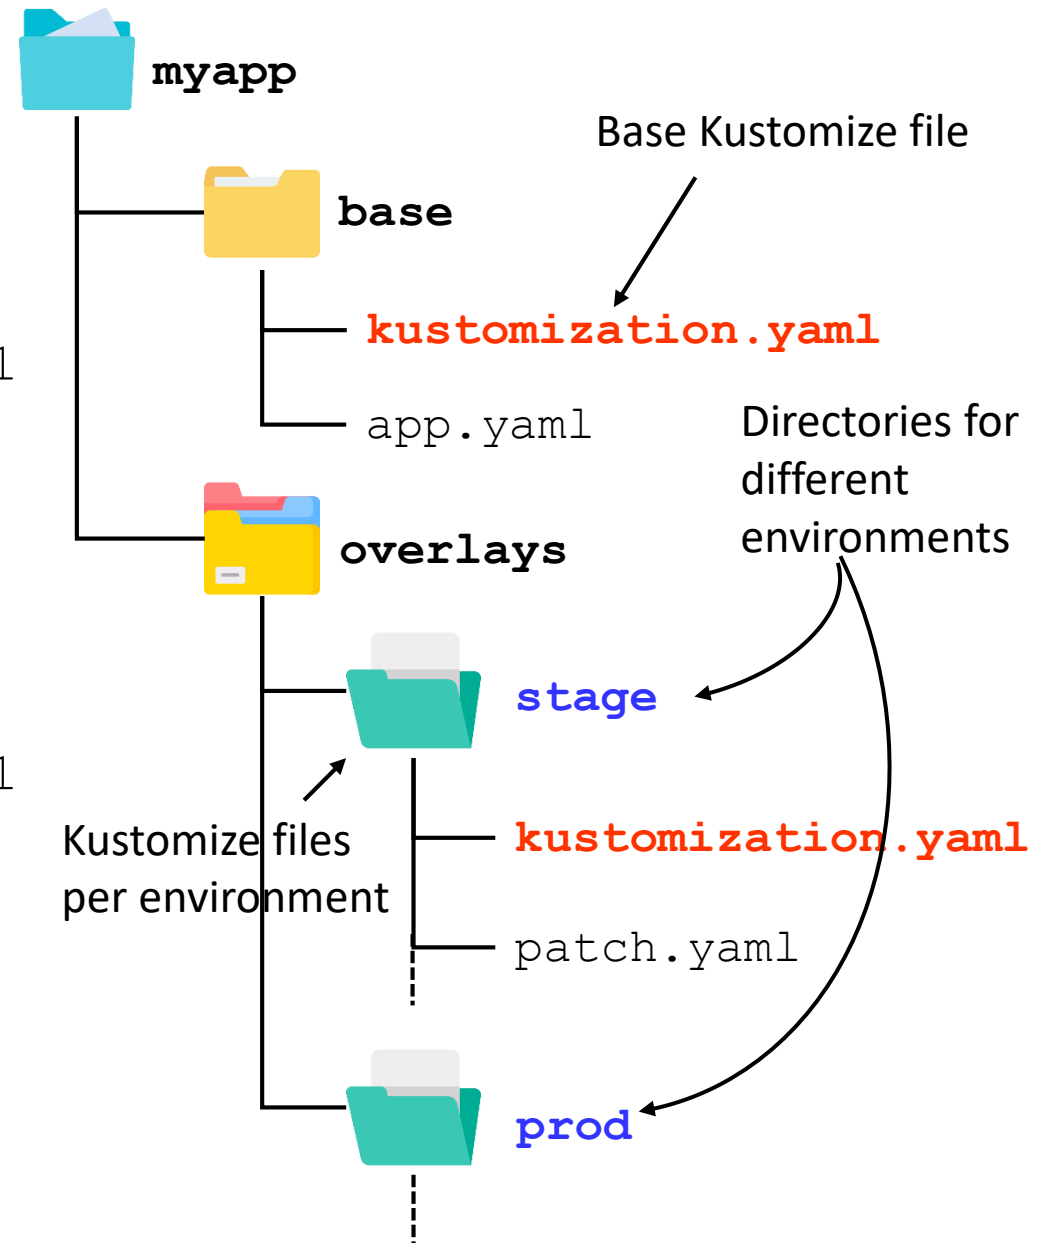 myapp
Base Kustomize file
base
kustomization.yaml
app.yaml
Directories for
different
environments
overlays
stage
Kustomize files
per environment
kustomization.yaml
patch.yaml
prod